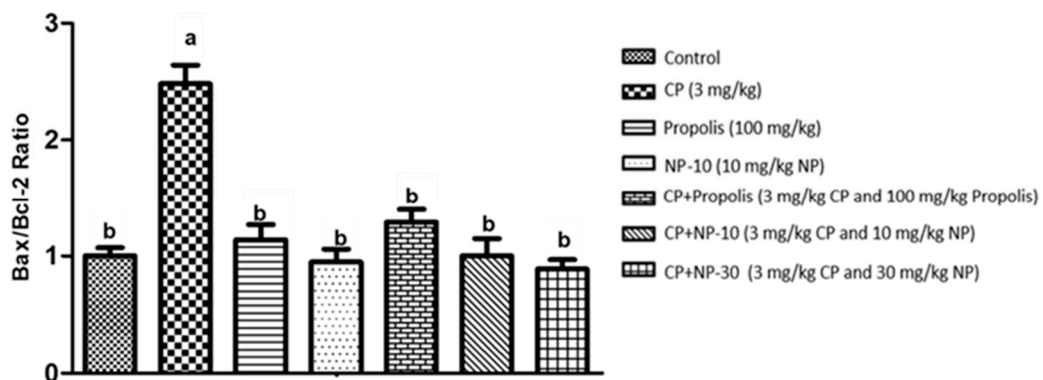 Bax/Bcl-2 Ratio
3
2
1
0
b
a
b
b
b
b
b
Control
CP (3 mg/kg)
Propolis (100 mg/kg)
NP-10 (10 mg/kg NP)
CP+Propolis (3 mg/kg CP and 100 mg/kg Propolis)
CP+NP-10 (3 mg/kg CP and 10 mg/kg NP)
CP+NP-30 (3 mg/kg CP and 30 mg/kg NP)